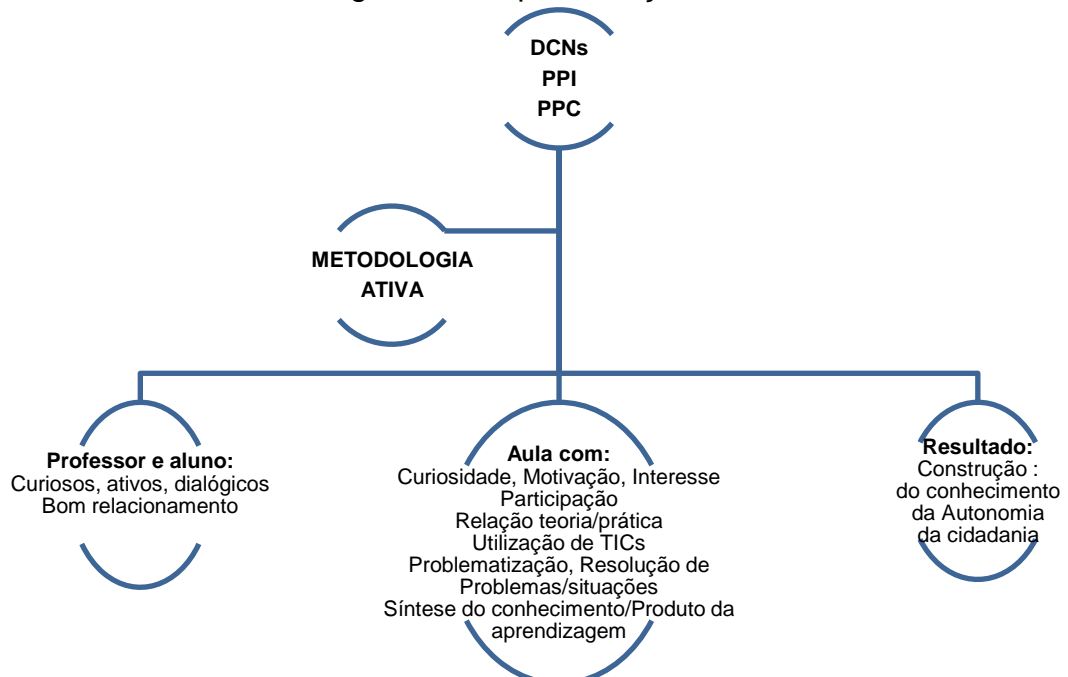 DCNs
PPI
PPC
METODOLOGIA
ATIVA
Professor e aluno:
Curiosos, ativos, dialógicos
Bom relacionamento
Aula com:
Curiosidade, Motivação, Interesse
Participação
Relação teoria/prática
Utilização de TICs
Problematização, Resolução de
Problemas/situações
Síntese do conhecimento/Produto da
aprendizagem
Resultado:
Construção :
do conhecimento
da Autonomia
da cidadania